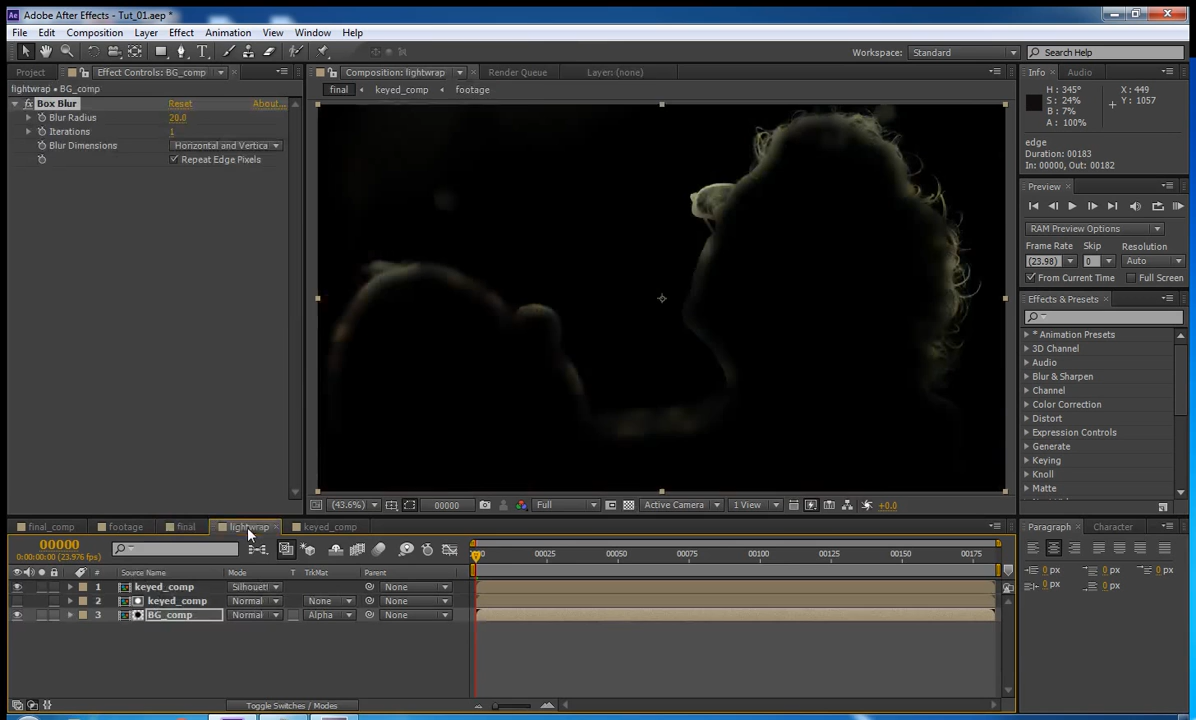 Adobe After Effects - Tut_01.aep *
File Edit Composition Layer Effect Animation View Window Help
Workspace: Standard Search Help
Project Effect Controls: BG_comp Composition: lightwrap Render Queue Layer: (none) Info Audio
lightwrap • BG_comp
final keyed_comp footage
Box Blur Reset About...
Blur Radius 20.0
Iterations 1
Blur Dimensions Horizontal and Vertica
Repeat Edge Pixels
H: 345° X: 449
S: 24% Y: 1057
B: 7%
A: 100%
edge
Duration: 00183
In: 00000, Out: 00182
Preview
RAM Preview Options
Frame Rate Skip Resolution
(23.98) 0 Auto
From Current Time Full Screen
Effects & Presets
* Animation Presets
3D Channel
Audio
Blur & Sharpen
Channel
Color Correction
Distort
Expression Controls
Generate
Keying
Knoll
Matte
(43.6%) 00000 Full Active Camera 1 View +0.0
final_comp footage final lightwrap keyed_comp
Paragraph Character
00000
0:00:00:00 (23.976 fps)
00 00025 00050 00075 00100 00125 00150 00175
# Source Name Mode T TrkMat Parent
1 keyed_comp Silhouett None
2 keyed_comp Normal None None
3 BG_comp Normal Alpha None
0 px 0 px 0 px
0 px 0 px
Toggle Switches / Modes